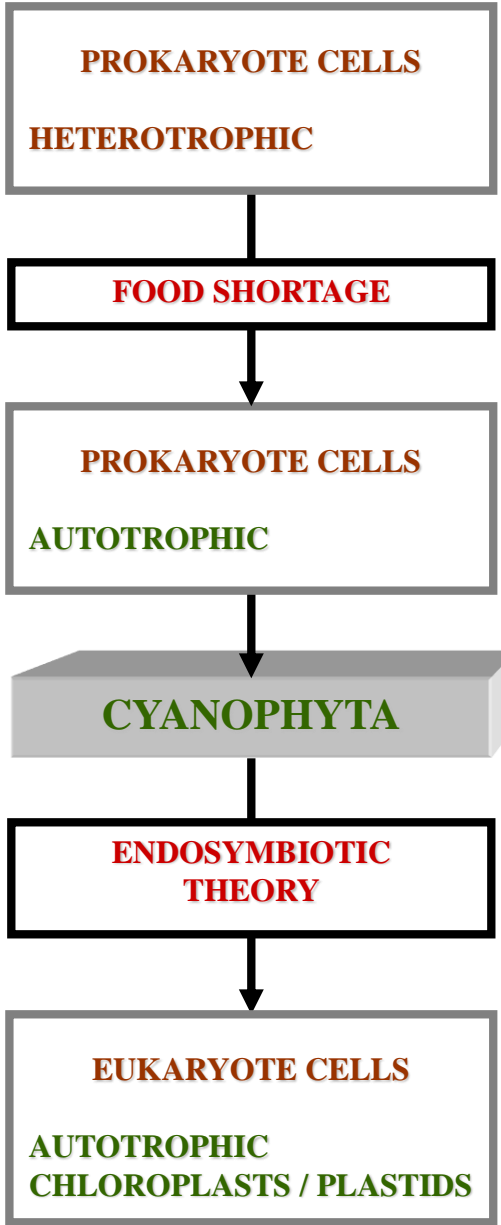 PROKARYOTE CELLS
HETEROTROPHIC
FOOD SHORTAGE
PROKARYOTE CELLS
AUTOTROPHIC
CYANOPHYTA
ENDOSYMBIOTIC
THEORY
EUKARYOTE CELLS
AUTOTROPHIC
CHLOROPLASTS / PLASTIDS